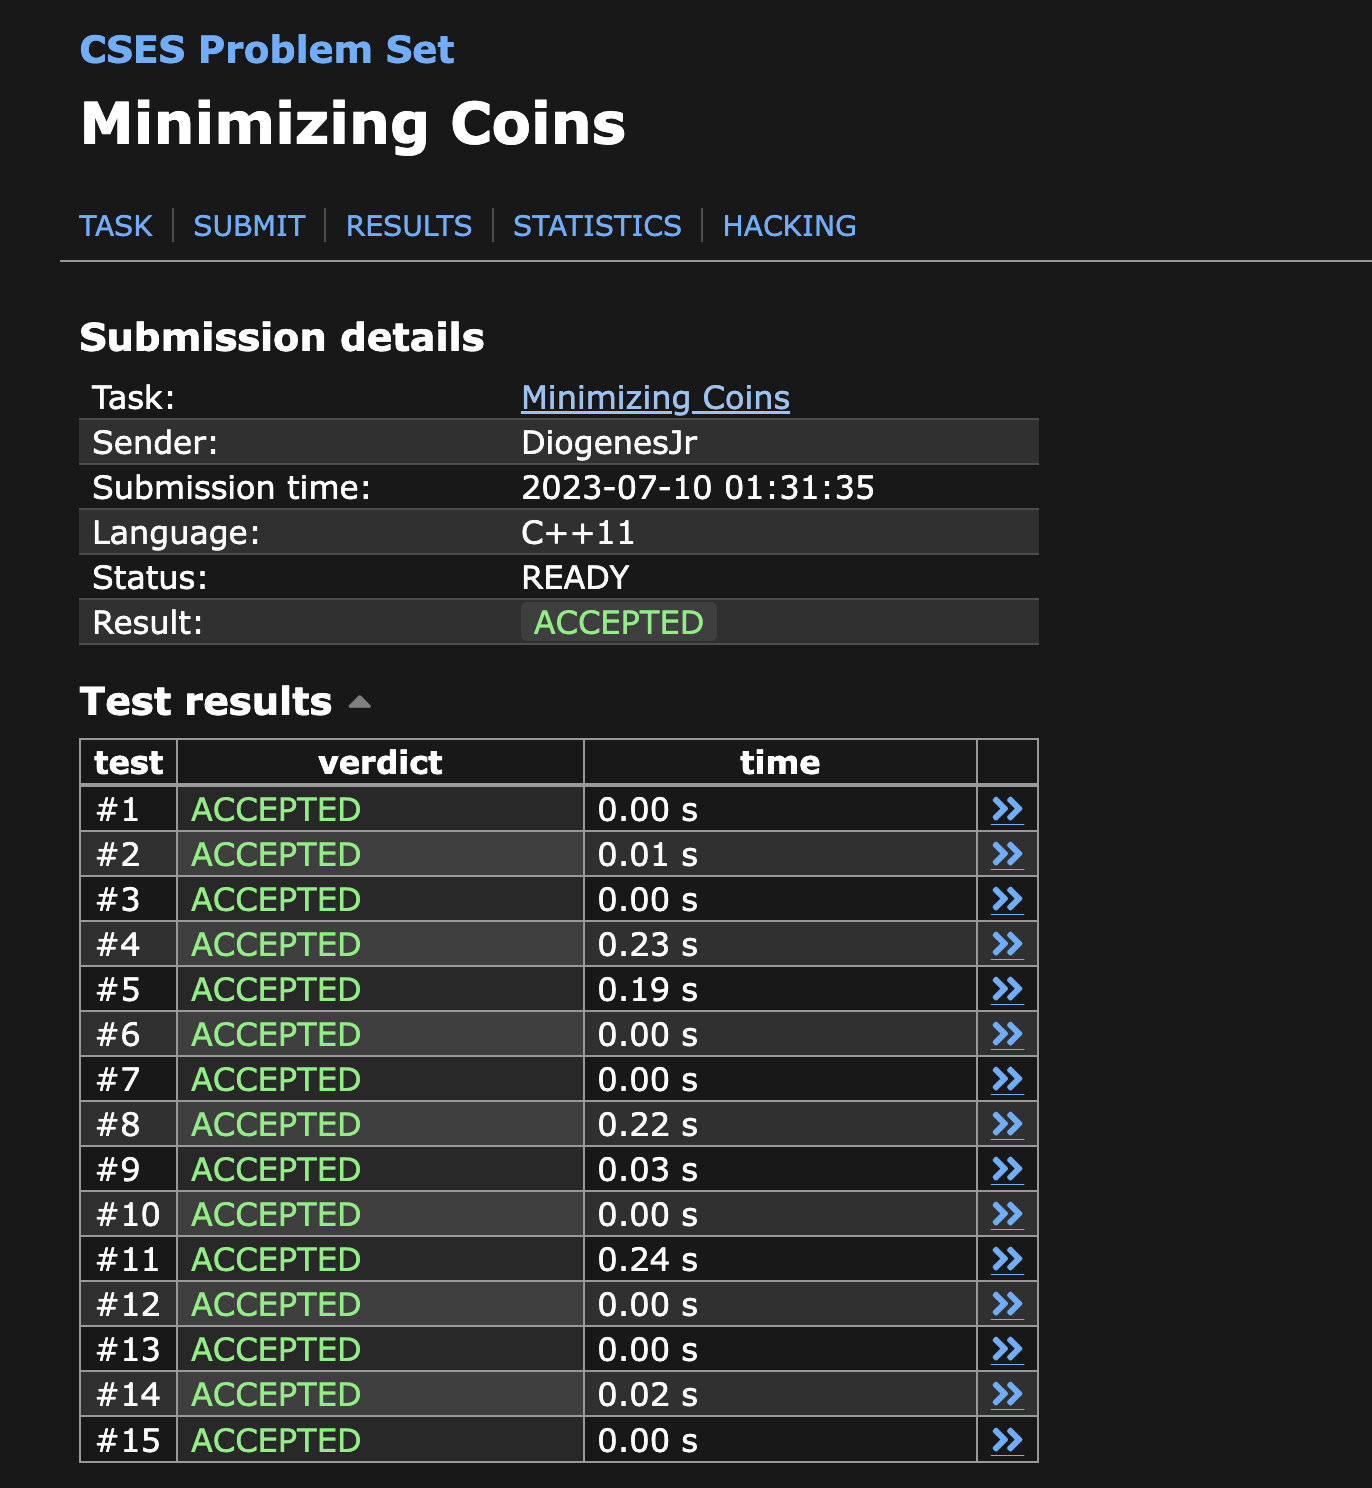 CSES Problem Set
Minimizing Coins
TASK SUBMIT RESULTS STATISTICS HACKING
Submission details
Task: Minimizing Coins
Sender: DiogenesJr
Submission time: 2023-07-10 01:31:35
Language: C++11
Status: READY
Result: ACCEPTED
Test results
test verdict time
#1 ACCEPTED 0.00 s »
#2 ACCEPTED 0.01 s »
#3 ACCEPTED 0.00 s »
#4 ACCEPTED 0.23 s »
#5 ACCEPTED 0.19 s »
#6 ACCEPTED 0.00 s »
#7 ACCEPTED 0.00 s »
#8 ACCEPTED 0.22 s »
#9 ACCEPTED 0.03 s »
#10 ACCEPTED 0.00 s »
#11 ACCEPTED 0.24 s »
#12 ACCEPTED 0.00 s »
#13 ACCEPTED 0.00 s »
#14 ACCEPTED 0.02 s »
#15 ACCEPTED 0.00 s »